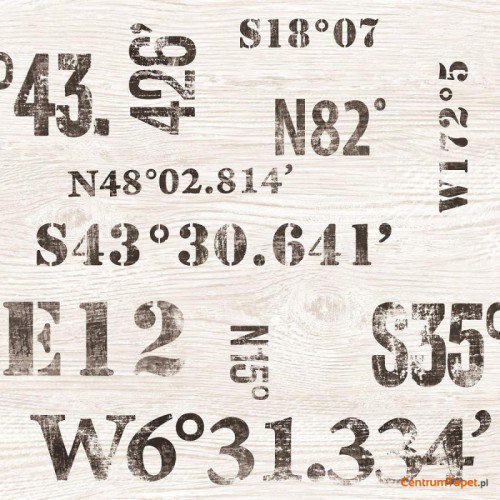 S18°07
°43.
426'
N82°
W172°5
N48°02.814'
S43°30.641'
E12
N15°
S35°
W6°31.334'
CentrumTapet.pl